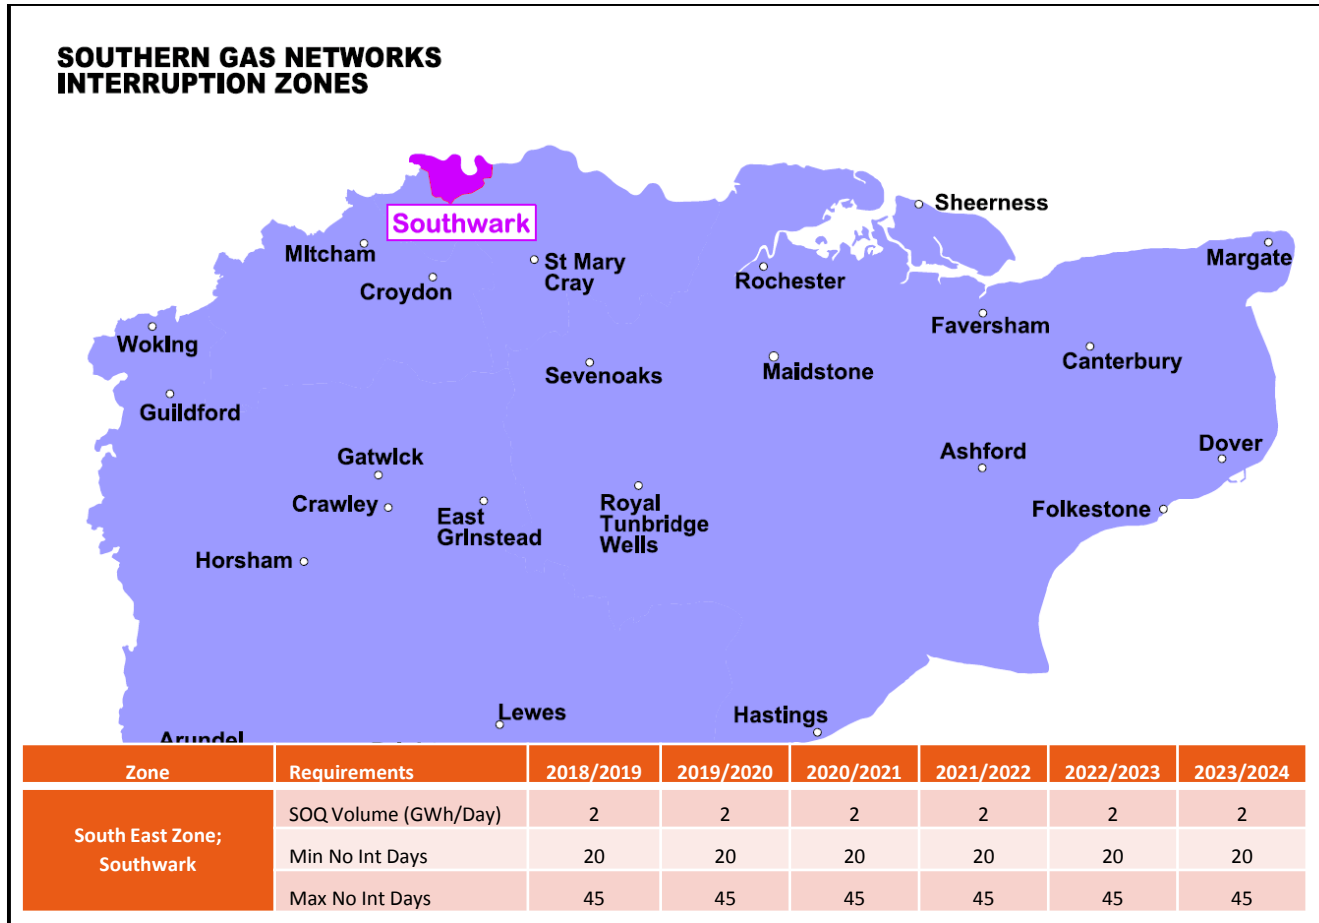 SOUTHERN GAS NETWORKS
INTERRUPTION ZONES
Southwark
Sheerness
Margate
MItcham
St Mary
Cray
Croydon
Rochester
Faversham
WokIng
Canterbury
Sevenoaks
Maidstone
Guildford
Dover
Ashford
GatwIck
Crawley
East
GrInstead
Royal
Tunbridge
Wells
Folkestone
Horsham
Lewes
Hastings
Arundel
Zone Requirements 2018/2019 2019/2020 2020/2021 2021/2022 2022/2023 2023/2024
South East Zone;
Southwark
SOQ Volume (GWh/Day) 2 2 2 2 2 2
Min No Int Days 20 20 20 20 20 20
Max No Int Days 45 45 45 45 45 45